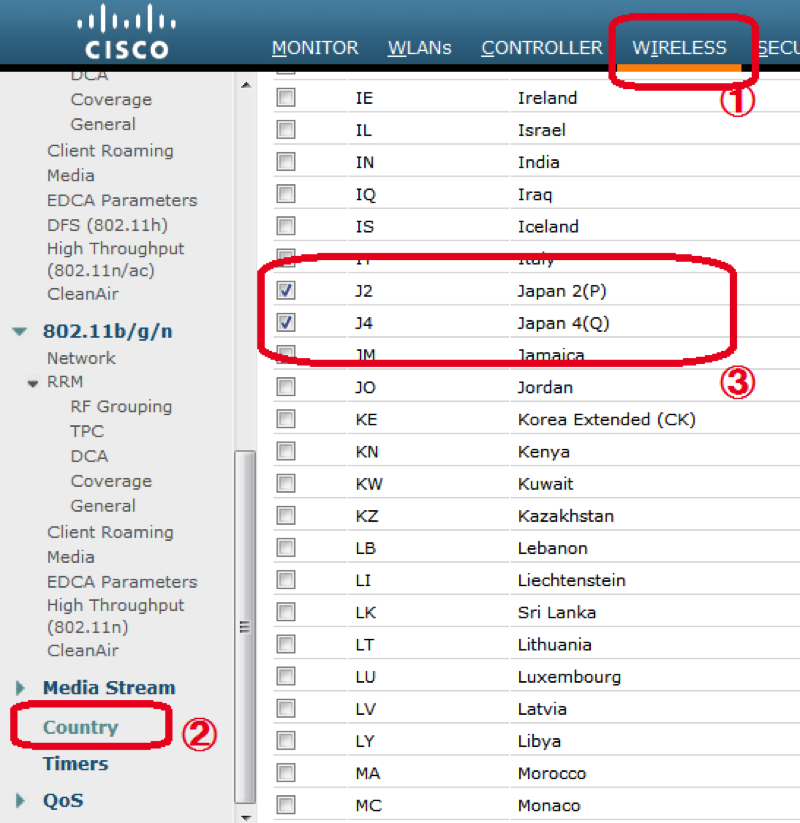 CISCO
MONITOR WLANs CONTROLLER WIRELESS SECU
①
DCA
Coverage
General
Client Roaming
Media
EDCA Parameters
DFS (802.11h)
High Throughput
(802.11n/ac)
CleanAir
802.11b/g/n
Network
RRM
RF Grouping
TPC
DCA
Coverage
General
Client Roaming
Media
EDCA Parameters
High Throughput
(802.11n)
CleanAir
Media Stream
Country
②
Timers
QoS
IE Ireland
IL Israel
IN India
IQ Iraq
IS Iceland
IT Italy
J2 Japan 2(P)
J4 Japan 4(Q)
JM Jamaica
③
JO Jordan
KE Korea Extended (CK)
KN Kenya
KW Kuwait
KZ Kazakhstan
LB Lebanon
LI Liechtenstein
LK Sri Lanka
LT Lithuania
LU Luxembourg
LV Latvia
LY Libya
MA Morocco
MC Monaco